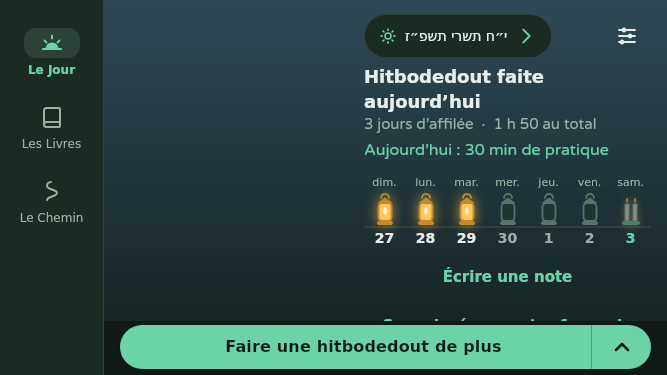 Le Jour
Les Livres
Le Chemin
י״ח תשרי תשפ״ז
Hitbodedout faite
aujourd’hui
3 jours d’affilée · 1 h 50 au total
Aujourd’hui : 30 min de pratique
dim. lun. mar. mer. jeu. ven. sam.
27 28 29 30 1 2 3
Écrire une note
Faire une hitbodedout de plus